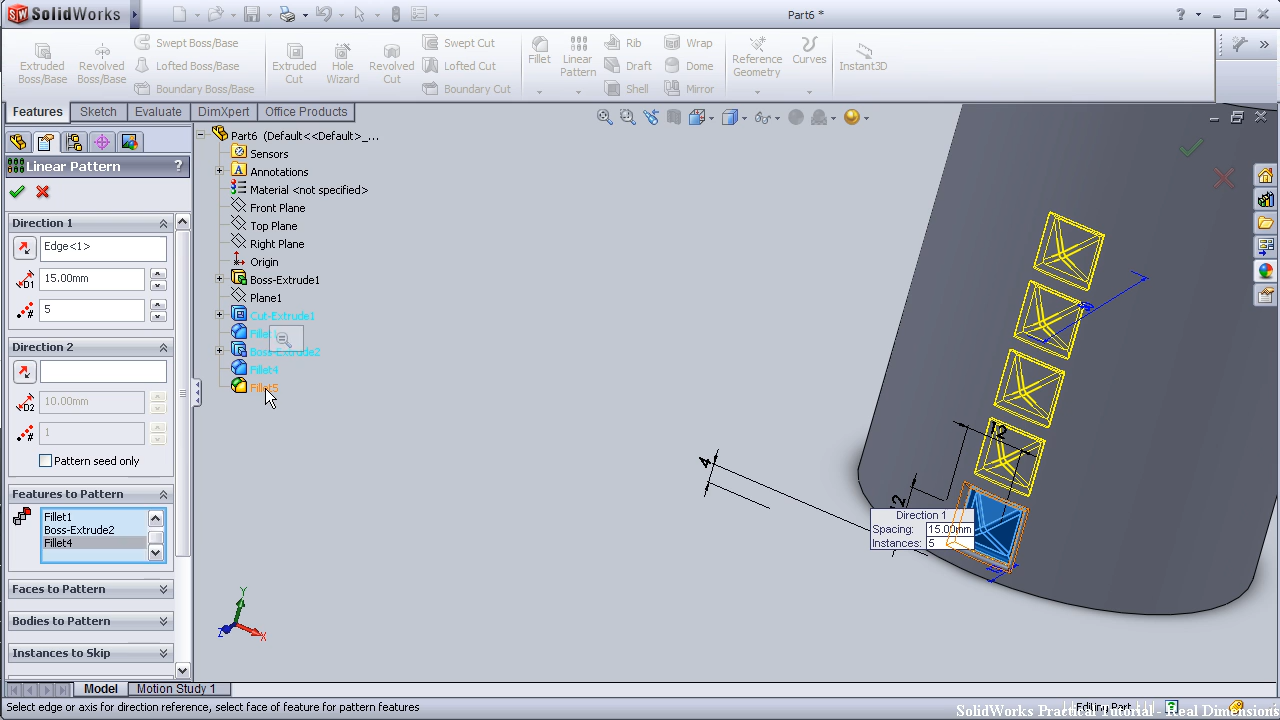 SolidWorks
Part6 *
Extruded Boss/Base
Revolved Boss/Base
Swept Boss/Base
Lofted Boss/Base
Boundary Boss/Base
Extruded Cut
Hole Wizard
Revolved Cut
Swept Cut
Lofted Cut
Boundary Cut
Fillet
Linear Pattern
Rib
Draft
Shell
Wrap
Dome
Mirror
Reference Geometry
Curves
Instant3D
Features
Sketch
Evaluate
DimXpert
Office Products
Linear Pattern
?
Direction 1
Edge<1>
D1
15.00mm
5
Direction 2
D2
10.00mm
1
Pattern seed only
Features to Pattern
Fillet1
Boss-Extrude2
Fillet4
Faces to Pattern
Bodies to Pattern
Instances to Skip
Part6 (Default<<Default>_...
Sensors
Annotations
Material <not specified>
Front Plane
Top Plane
Right Plane
Origin
Boss-Extrude1
Plane1
Cut-Extrude1
Boss-Extrude2
Fillet4
Fillet5
4
12
12
Direction 1
Spacing: 15.00mm
Instances: 5
Y
X
Z
Model
Motion Study 1
Select edge or axis for direction reference, select face of feature for pattern features
Editing Part
SolidWorks Practical Tutorial - Real Dimensions